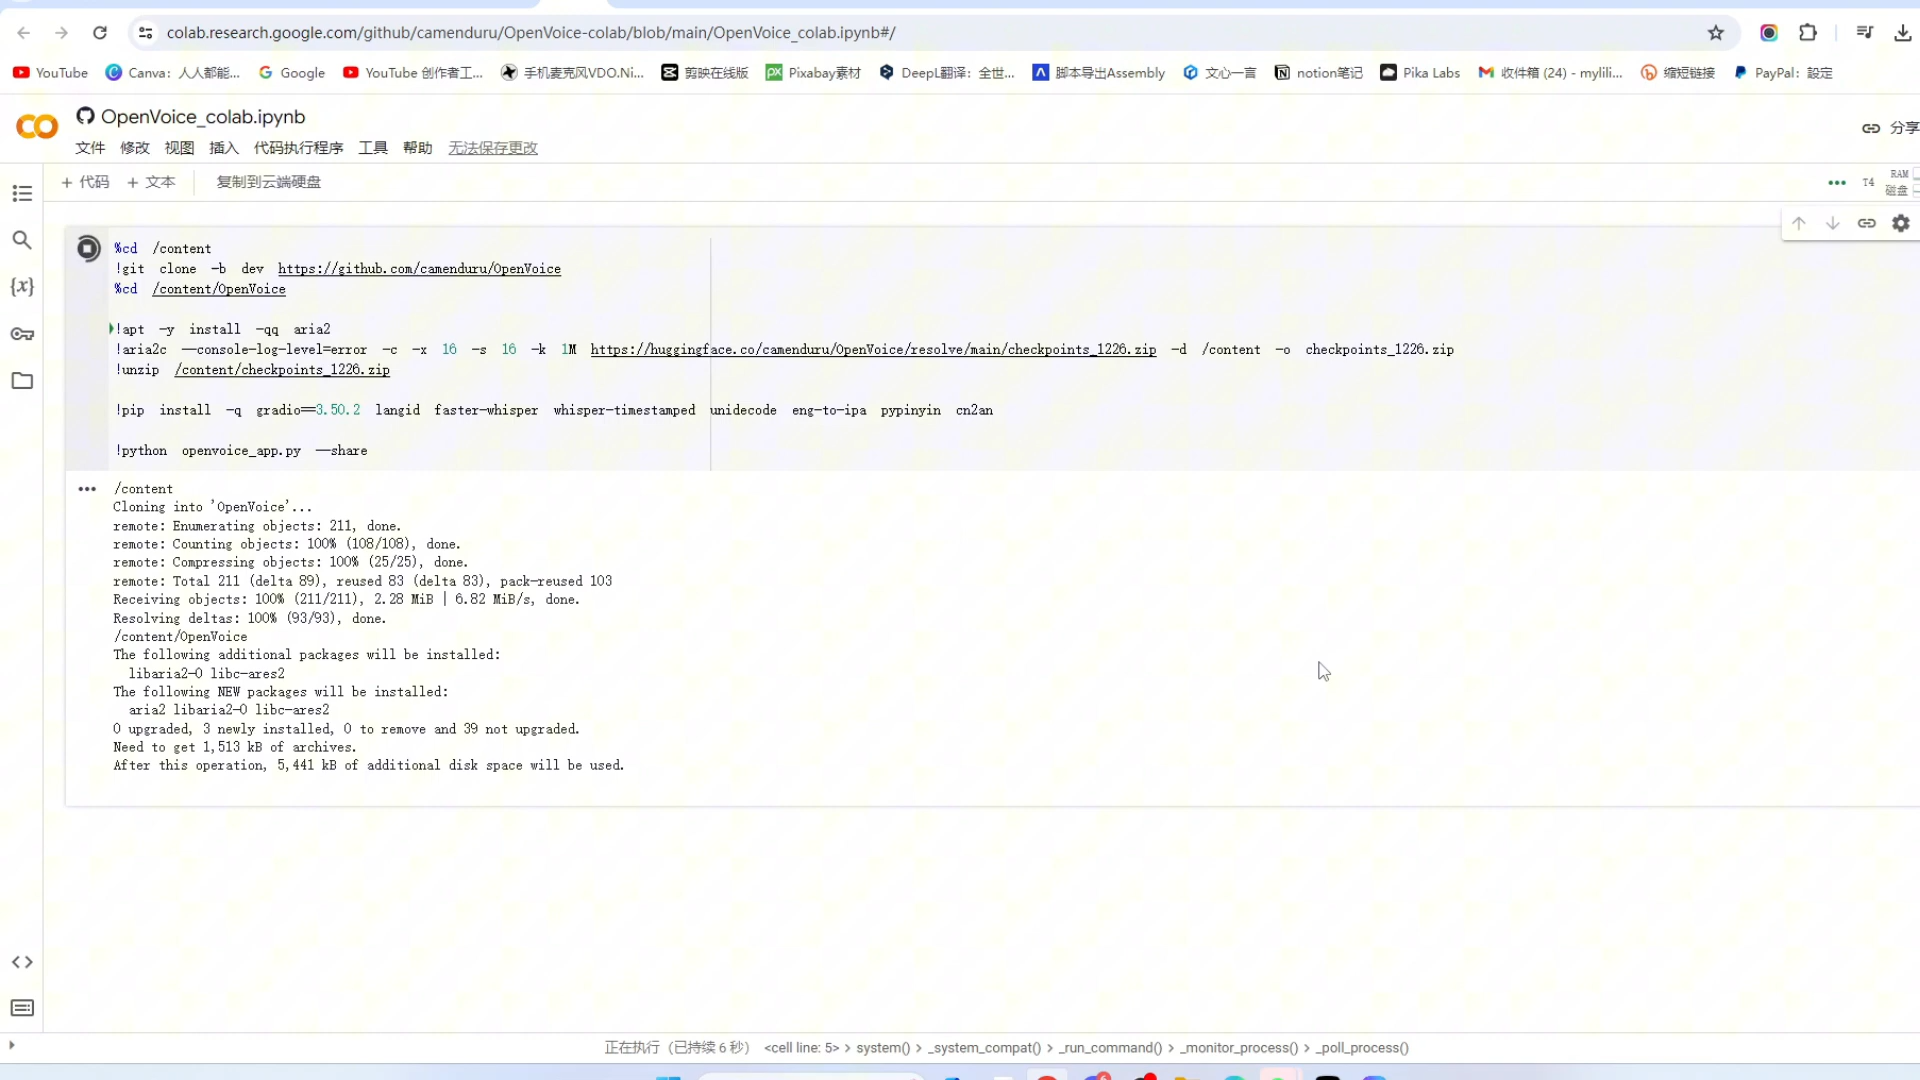 colab.research.google.com/github/camenduru/OpenVoice-colab/blob/main/OpenVoice_colab.ipynb#/
YouTube Canva：人人都能... Google YouTube 创作者工... 手机麦克风VDO.Ni... 剪映在线版 Pixabay素材 DeepL翻译：全世... 脚本导出Assembly 文心一言 notion笔记 Pika Labs 收件箱 (24) - mylili... 缩短链接 PayPal：設定
OpenVoice_colab.ipynb
分享
文件 修改 视图 插入 代码执行程序 工具 帮助 无法保存更改
+ 代码 + 文本 复制到云端硬盘
T4
RAM
磁盘
%cd /content
!git clone -b dev https://github.com/camenduru/OpenVoice
%cd /content/OpenVoice
!apt -y install -qq aria2
!aria2c --console-log-level=error -c -x 16 -s 16 -k 1M https://huggingface.co/camenduru/OpenVoice/resolve/main/checkpoints_1226.zip -d /content -o checkpoints_1226.zip
!unzip /content/checkpoints_1226.zip
!pip install -q gradio==3.50.2 langid faster-whisper whisper-timestamped unidecode eng-to-ipa pypinyin cn2an
!python openvoice_app.py --share
/content
Cloning into 'OpenVoice'...
remote: Enumerating objects: 211, done.
remote: Counting objects: 100% (108/108), done.
remote: Compressing objects: 100% (25/25), done.
remote: Total 211 (delta 89), reused 83 (delta 83), pack-reused 103
Receiving objects: 100% (211/211), 2.28 MiB | 6.82 MiB/s, done.
Resolving deltas: 100% (93/93), done.
/content/OpenVoice
The following additional packages will be installed:
libaria2-0 libc-ares2
The following NEW packages will be installed:
aria2 libaria2-0 libc-ares2
0 upgraded, 3 newly installed, 0 to remove and 39 not upgraded.
Need to get 1,513 kB of archives.
After this operation, 5,441 kB of additional disk space will be used.
正在执行（已持续 6 秒） <cell line: 5> > system() > _system_compat() > _run_command() > _monitor_process() > _poll_process()